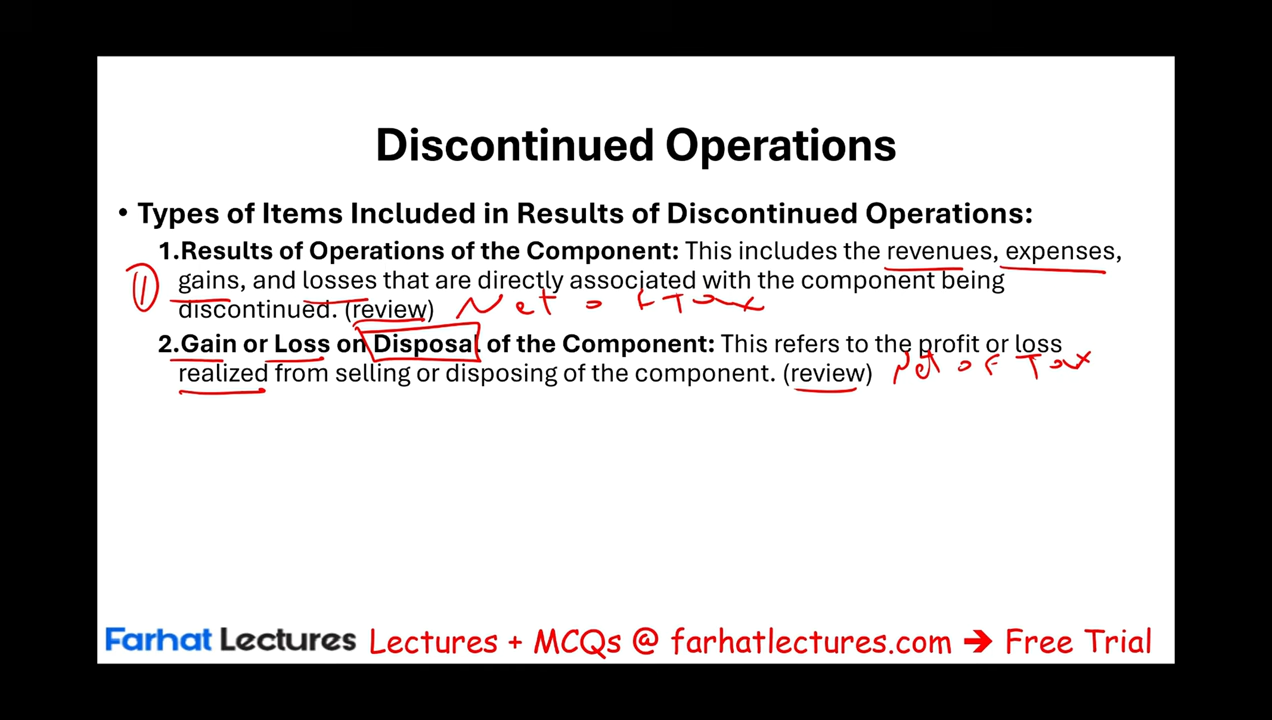 Discontinued Operations
• Types of Items Included in Results of Discontinued Operations:
1.Results of Operations of the Component: This includes the revenues, expenses,
gains, and losses that are directly associated with the component being
discontinued. (review) Net of Tax
2.Gain or Loss on Disposal of the Component: This refers to the profit or loss
realized from selling or disposing of the component. (review) Net of Tax
Farhat Lectures Lectures + MCQs @ farhatlectures.com → Free Trial